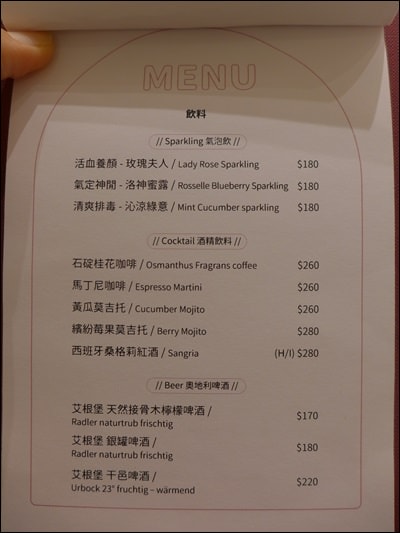 MENU
飲料
// Sparkling 氣泡飲 //
活血養顏 - 玫瑰夫人 / Lady Rose Sparkling $180
氣定神閒 - 洛神蜜露 / Rosselle Blueberry Sparkling $180
清爽排毒 - 沁涼綠意 / Mint Cucumber sparkling $180
// Cocktail 酒精飲料 //
石碇桂花咖啡 / Osmanthus Fragrans coffee $260
馬丁尼咖啡 / Espresso Martini $260
黃瓜莫吉托 / Cucumber Mojito $260
繽紛莓果莫吉托 / Berry Mojito $280
西班牙桑格莉紅酒 / Sangria (H/I) $280
// Beer 奧地利啤酒 //
艾根堡 天然接骨木檸檬啤酒 / $170
Radler naturtrub frischtig
艾根堡 銀罐啤酒 / $180
Radler naturtrub frischtig
艾根堡 干邑啤酒 / $220
Urbock 23° fruchtig – wärmend